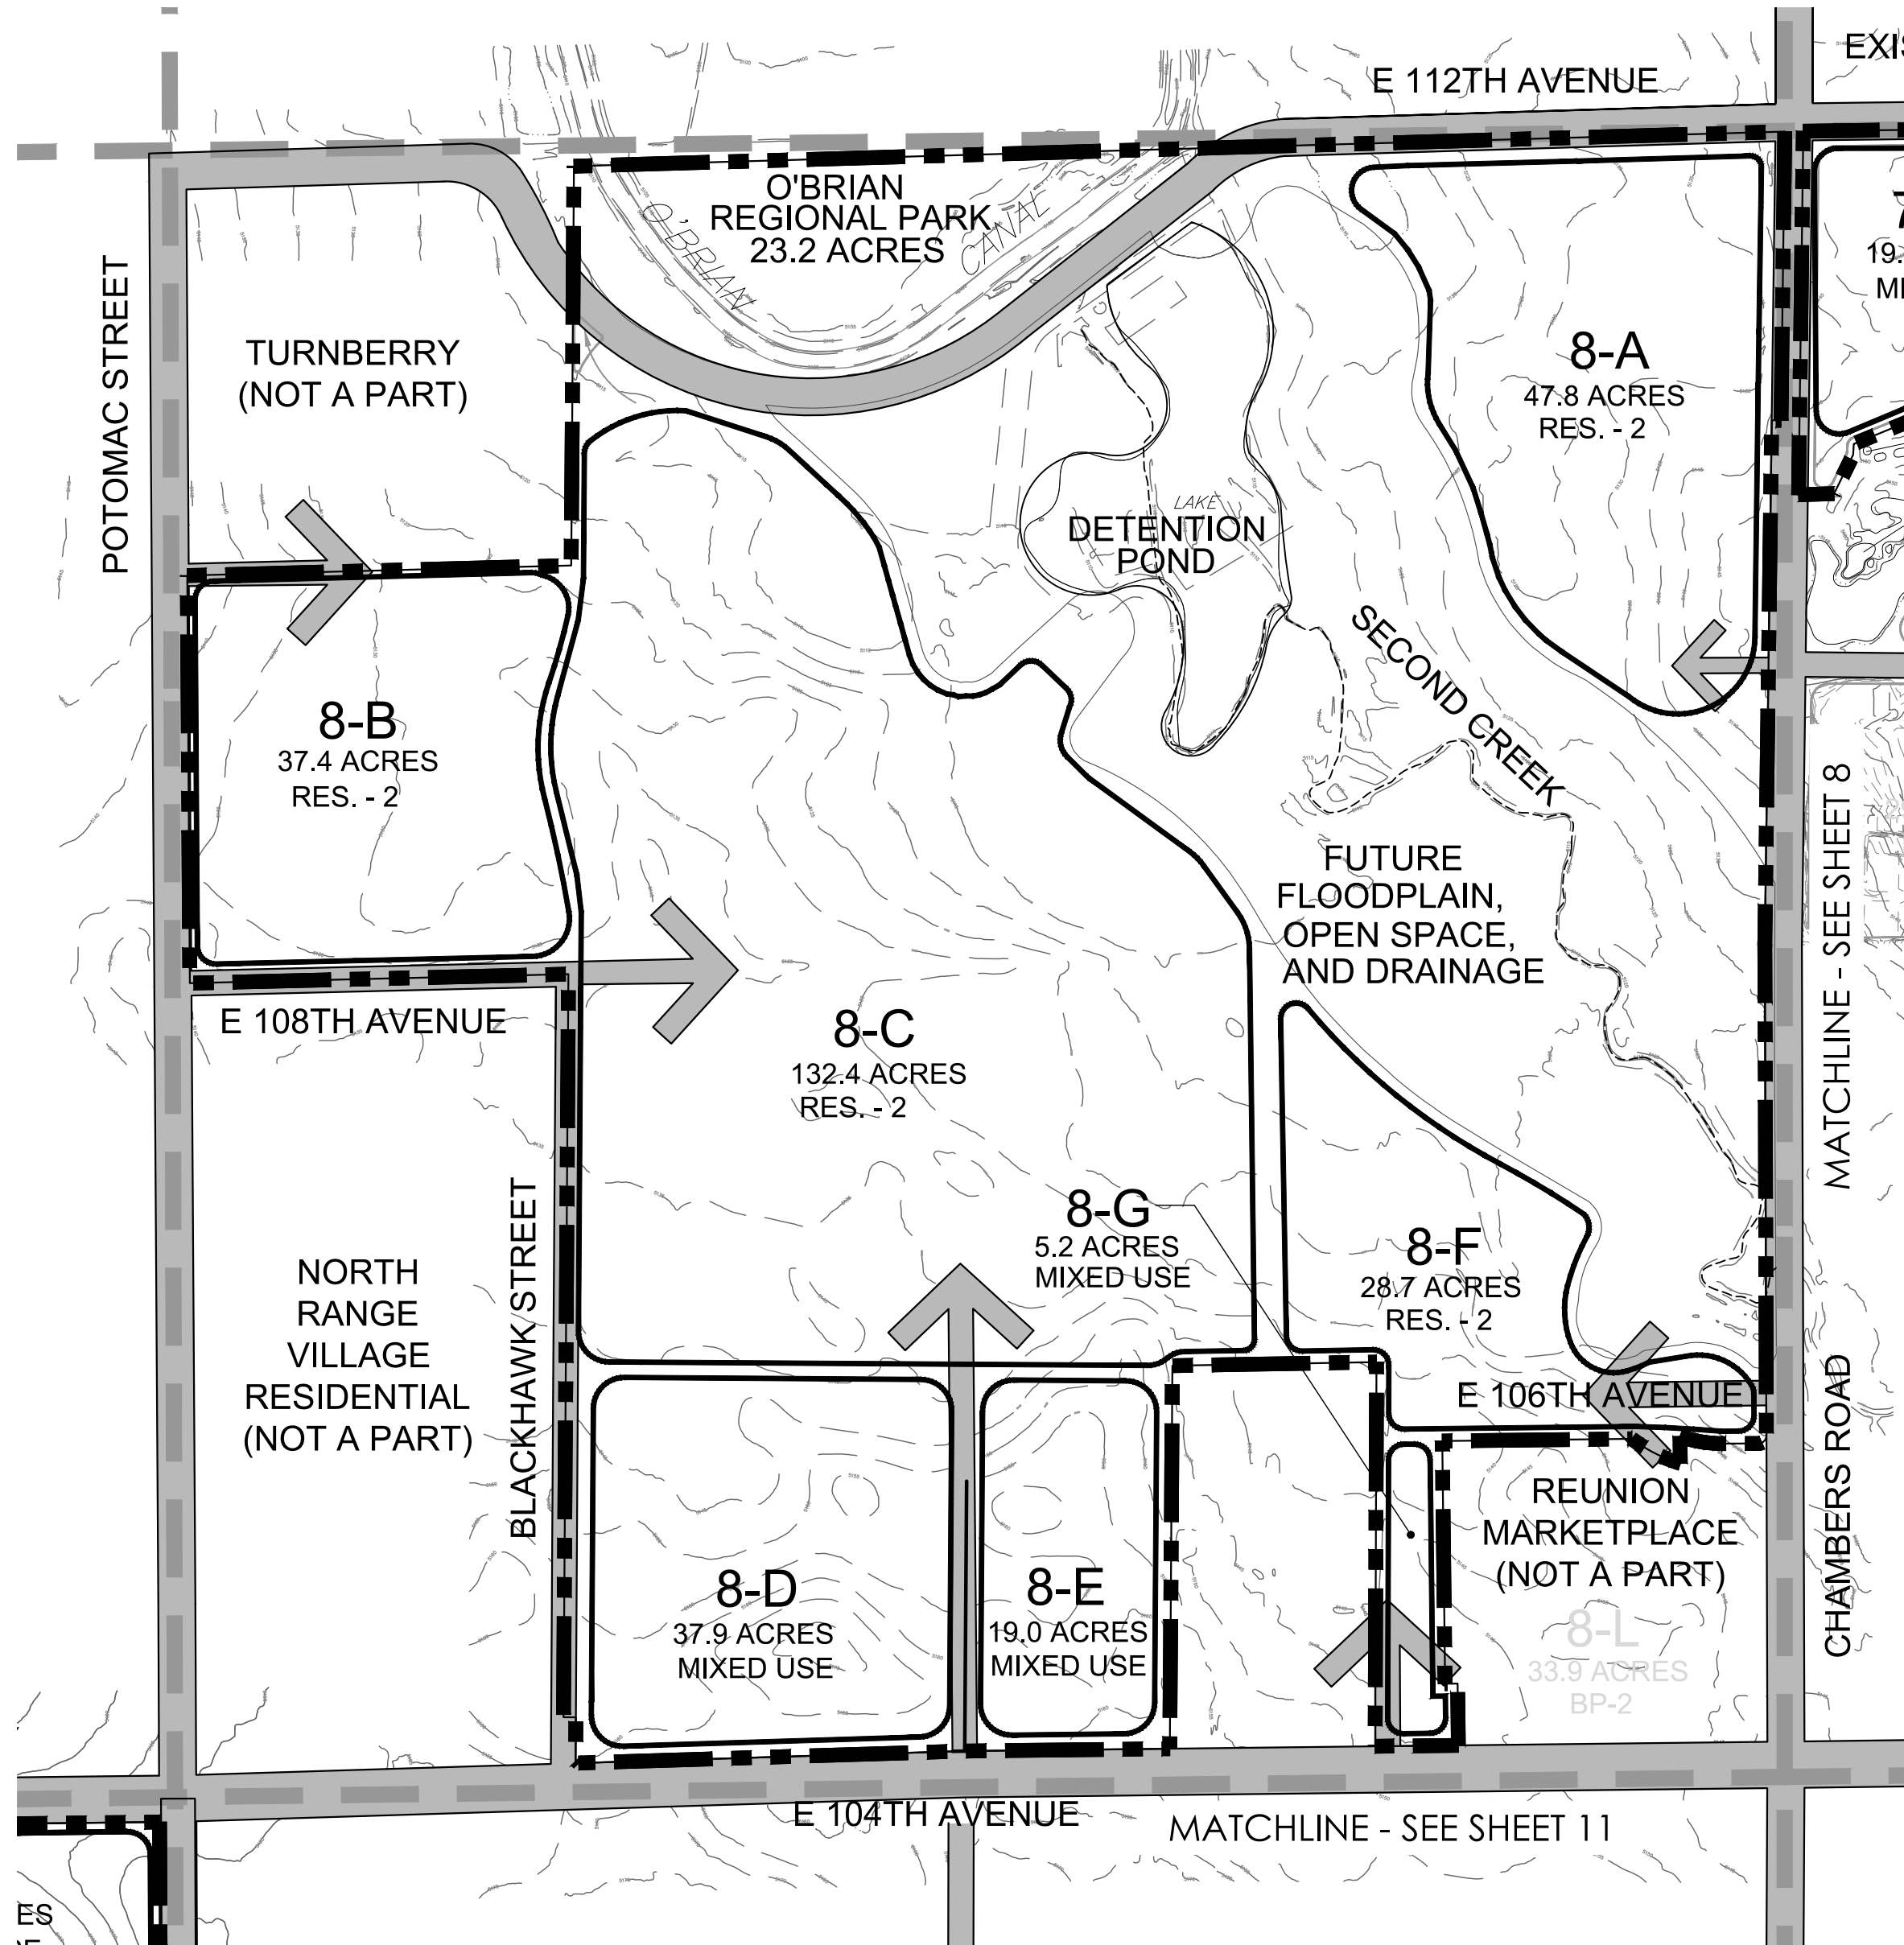 EXIS
E 112TH AVENUE
O'BRIAN
REGIONAL PARK
23.2 ACRES
O'BRIAN
CANAL
POTOMAC STREET
TURNBERRY
(NOT A PART)
8-A
47.8 ACRES
RES. - 2
7
19.
MI
LAKE
DETENTION
POND
SECOND CREEK
8-B
37.4 ACRES
RES. - 2
FUTURE
FLOODPLAIN,
OPEN SPACE,
AND DRAINAGE
MATCHLINE - SEE SHEET 8
E 108TH AVENUE
8-C
132.4 ACRES
RES. - 2
8-G
5.2 ACRES
MIXED USE
8-F
28.7 ACRES
RES. - 2
NORTH
RANGE
VILLAGE
RESIDENTIAL
(NOT A PART)
BLACKHAWK STREET
E 106TH AVENUE
CHAMBERS ROAD
REUNION
MARKETPLACE
(NOT A PART)
8-D
37.9 ACRES
MIXED USE
8-E
19.0 ACRES
MIXED USE
8-L
33.9 ACRES
BP-2
E 104TH AVENUE
MATCHLINE - SEE SHEET 11
ES